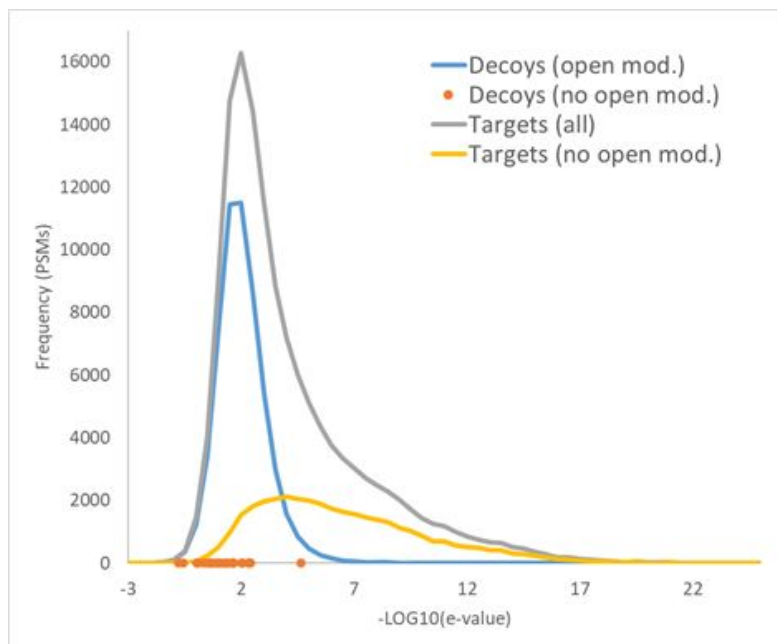 Decoys (open mod.)
Decoys (no open mod.)
Targets (all)
Targets (no open mod.)
Frequency (PSMs)
16000
14000
12000
10000
8000
6000
4000
2000
0
-3
2
7
12
17
22
-LOG10(e-value)